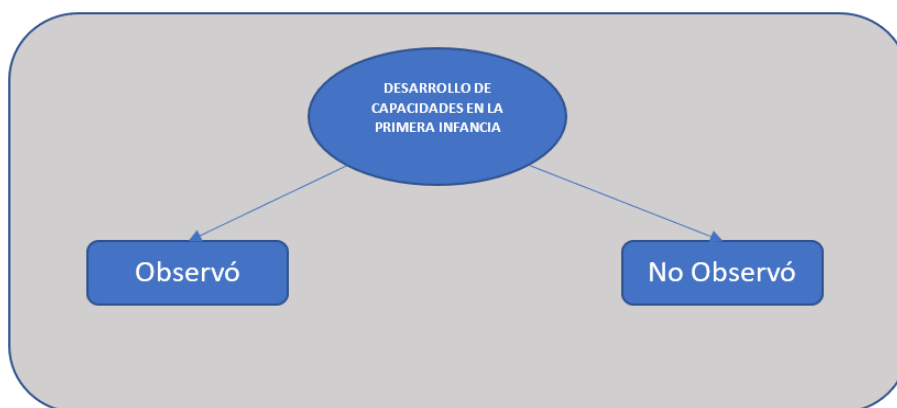 DESARROLLO DE
CAPACIDADES EN LA
PRIMERA INFANCIA
Observó
No Observó